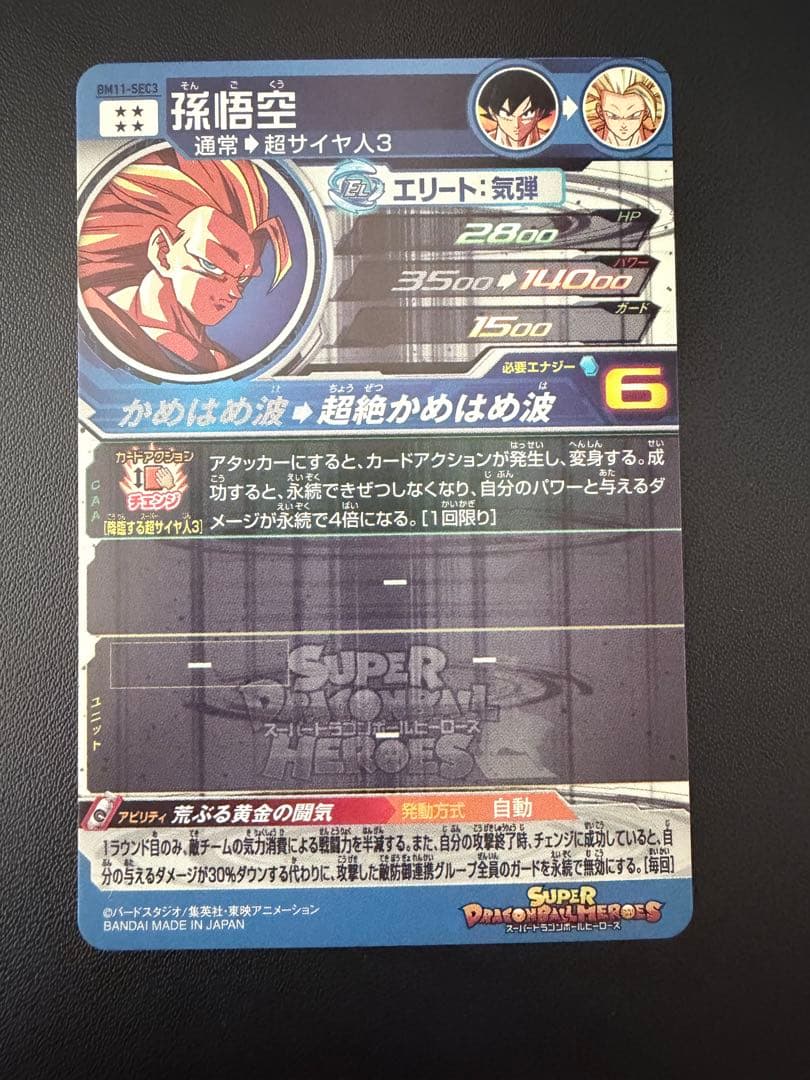 BM11-SEC3
★★
★★
そんごくう
孫悟空
通常➡超サイヤ人3
EL エリート:気弾
HP
2800
パワー
3500➡14000
ガード
1500
必要エナジー 6
かめはめ波➡超絶かめはめ波
CAA
カードアクション
チェンジ
[降臨する超サイヤ人3]
アタッカーにすると、カードアクションが発生し、変身する。成
功すると、永続できぜつしなくなり、自分のパワーと与えるダ
メージが永続で4倍になる。[1回限り]
ー
ユニット
ー ー
ー
SUPER
DRAGONBALL
スーパードラゴンボールヒーローズ
HEROES
アビリティ 荒ぶる黄金の闘気 発動方式 自動
1ラウンド目のみ、敵チームの気力消費による戦闘力を半減する。また、自分の攻撃終了時、チェンジに成功していると、自
分の与えるダメージが30%ダウンする代わりに、攻撃した敵防御連携グループ全員のガードを永続で無効にする。[毎回]
©バードスタジオ/集英社・東映アニメーション
BANDAI MADE IN JAPAN
SUPER
DRAGONBALL HEROES
スーパードラゴンボールヒーローズ